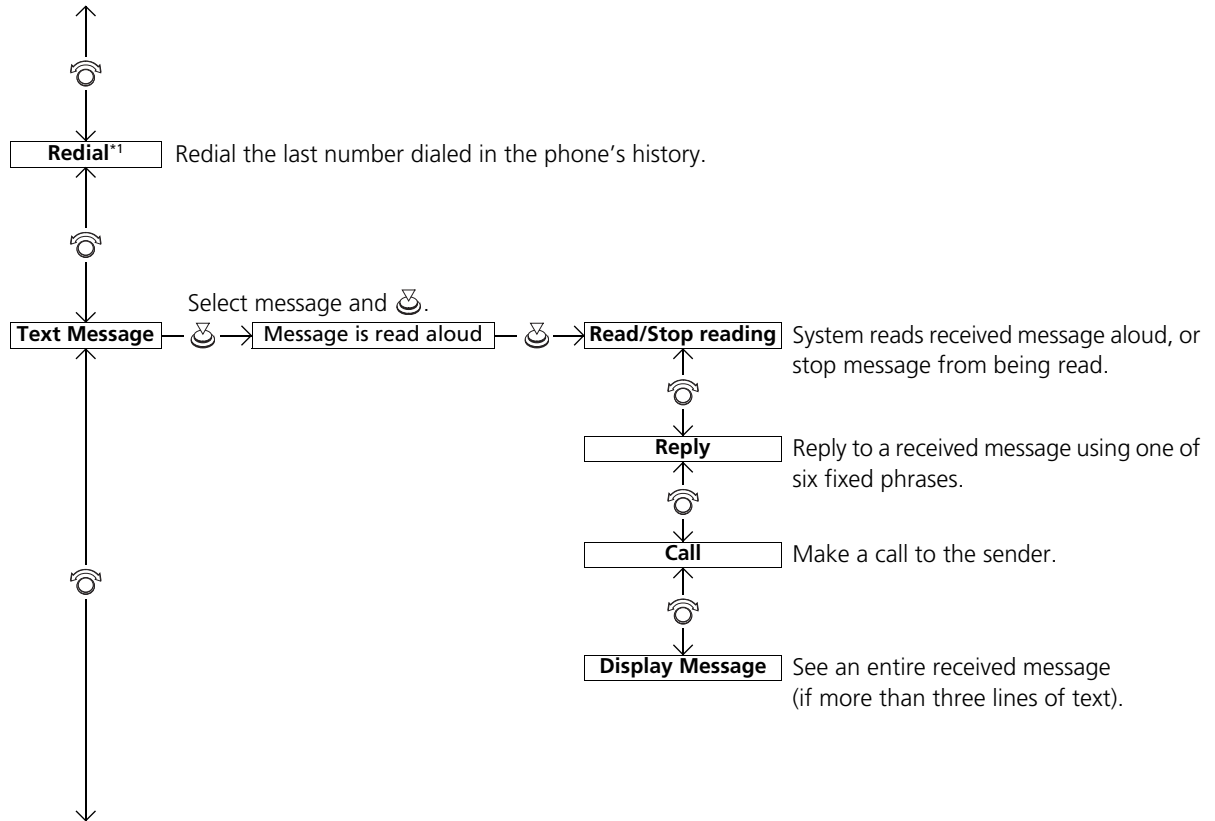 Redial*1
Redial the last number dialed in the phone's history.
Select message and .
Text Message
Message is read aloud
Read/Stop reading
System reads received message aloud, or
stop message from being read.
Reply
Reply to a received message using one of
six fixed phrases.
Call
Make a call to the sender.
Display Message
See an entire received message
(if more than three lines of text).